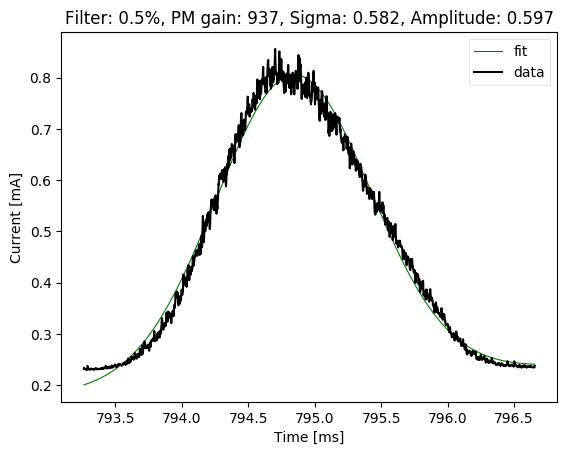 Filter: 0.5%, PM gain: 937, Sigma: 0.582, Amplitude: 0.597
fit
data
Current [mA]
0.8
0.7
0.6
0.5
0.4
0.3
0.2
793.5 794.0 794.5 795.0 795.5 796.0 796.5
Time [ms]